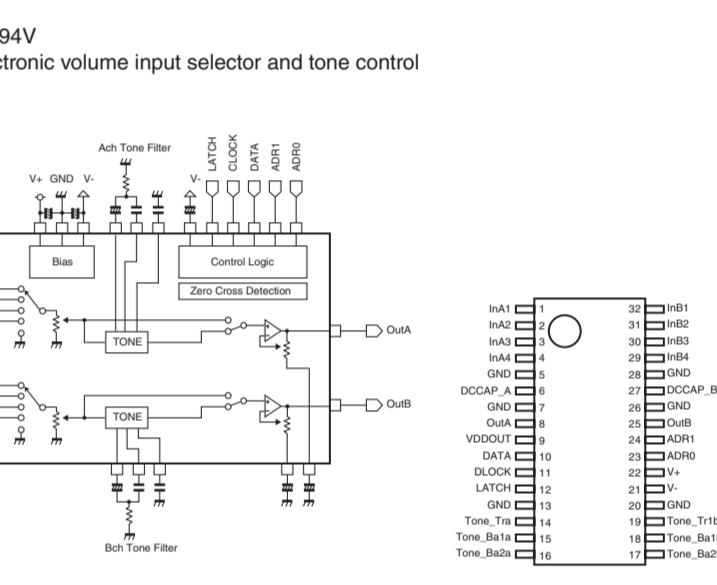 94V
ctronic volume input selector and tone control
Ach Tone Filter
LATCH
CLOCK
DATA
ADR1
ADR0
V+ GND V-
V-
Bias
Control Logic
Zero Cross Detection
TONE
OutA
TONE
OutB
Bch Tone Filter
InA1 1
InA2 2
InA3 3
InA4 4
GND 5
DCCAP_A 6
GND 7
OutA 8
VDDOUT 9
DATA 10
DLOCK 11
LATCH 12
GND 13
Tone_Tra 14
Tone_Ba1a 15
Tone_Ba2a 16
32 InB1
31 InB2
30 InB3
29 InB4
28 GND
27 DCCAP_B
26 GND
25 OutB
24 ADR1
23 ADR0
22 V+
21 V-
20 GND
19 Tone_Tr1b
18 Tone_Ba1
17 Tone_Ba2